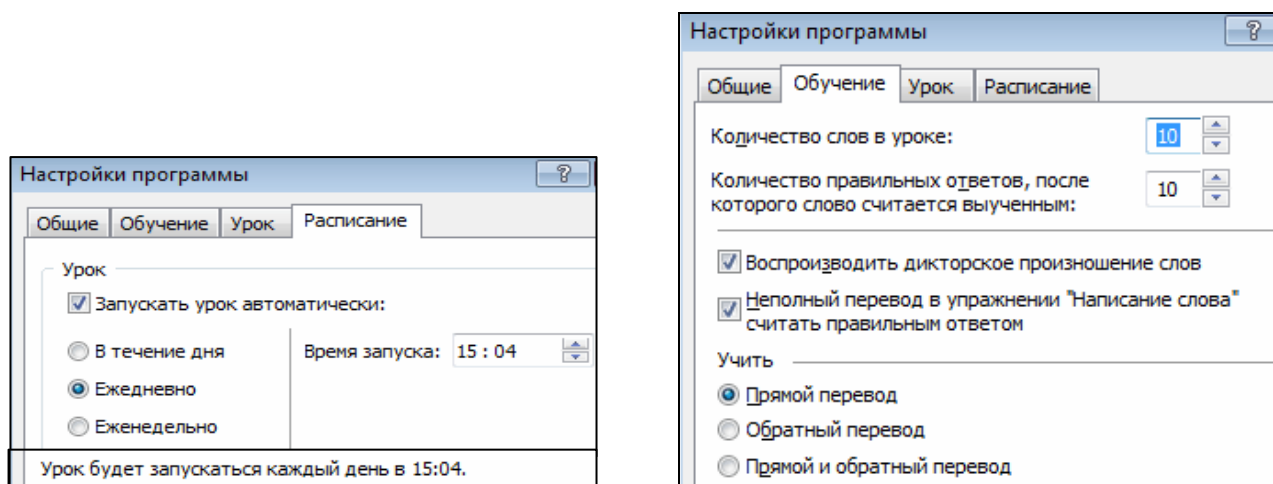 Настройки программы
?
Общие Обучение Урок Расписание
Урок
Запускать урок автоматически:
В течение дня Время запуска: 15 : 04
Ежедневно
Еженедельно
Урок будет запускаться каждый день в 15:04.
Настройки программы
?
Общие Обучение Урок Расписание
Количество слов в уроке: 10
Количество правильных ответов, после
которого слово считается выученным: 10
Воспроизводить дикторское произношение слов
Неполный перевод в упражнении "Написание слова"
считать правильным ответом
Учить
Прямой перевод
Обратный перевод
Прямой и обратный перевод